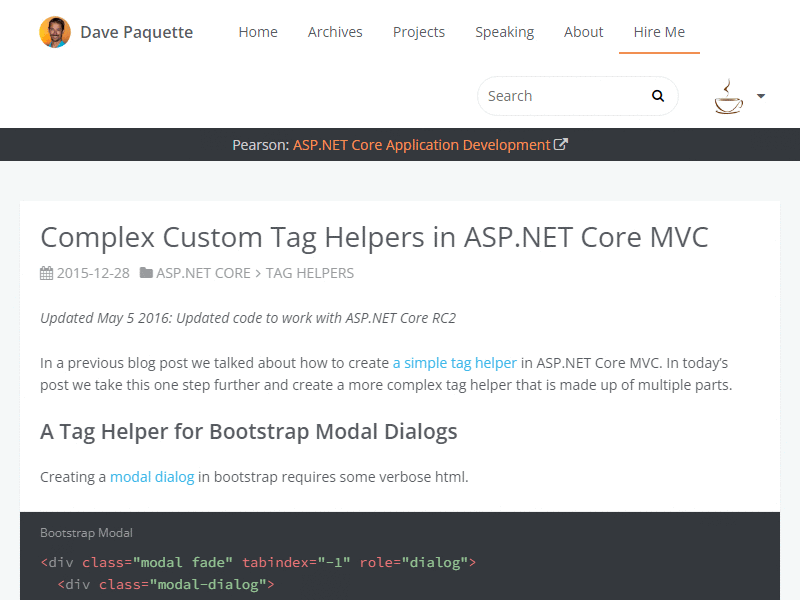 Dave Paquette
Home
Archives
Projects
Speaking
About
Hire Me
Search
Pearson: ASP.NET Core Application Development
Complex Custom Tag Helpers in ASP.NET Core MVC
2015-12-28 ASP.NET CORE > TAG HELPERS
Updated May 5 2016: Updated code to work with ASP.NET Core RC2
In a previous blog post we talked about how to create a simple tag helper in ASP.NET Core MVC. In today’s
post we take this one step further and create a more complex tag helper that is made up of multiple parts.
A Tag Helper for Bootstrap Modal Dialogs
Creating a modal dialog in bootstrap requires some verbose html.
Bootstrap Modal
<div class="modal fade" tabindex="-1" role="dialog">
<div class="modal-dialog">